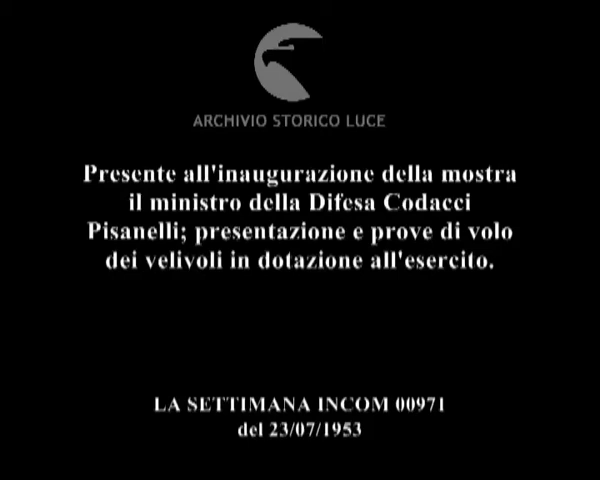 ARCHIVIO STORICO LUCE
Presente all'inaugurazione della mostra
il ministro della Difesa Codacci
Pisanelli; presentazione e prove di volo
dei velivoli in dotazione all'esercito.
LA SETTIMANA INCOM 00971
del 23/07/1953